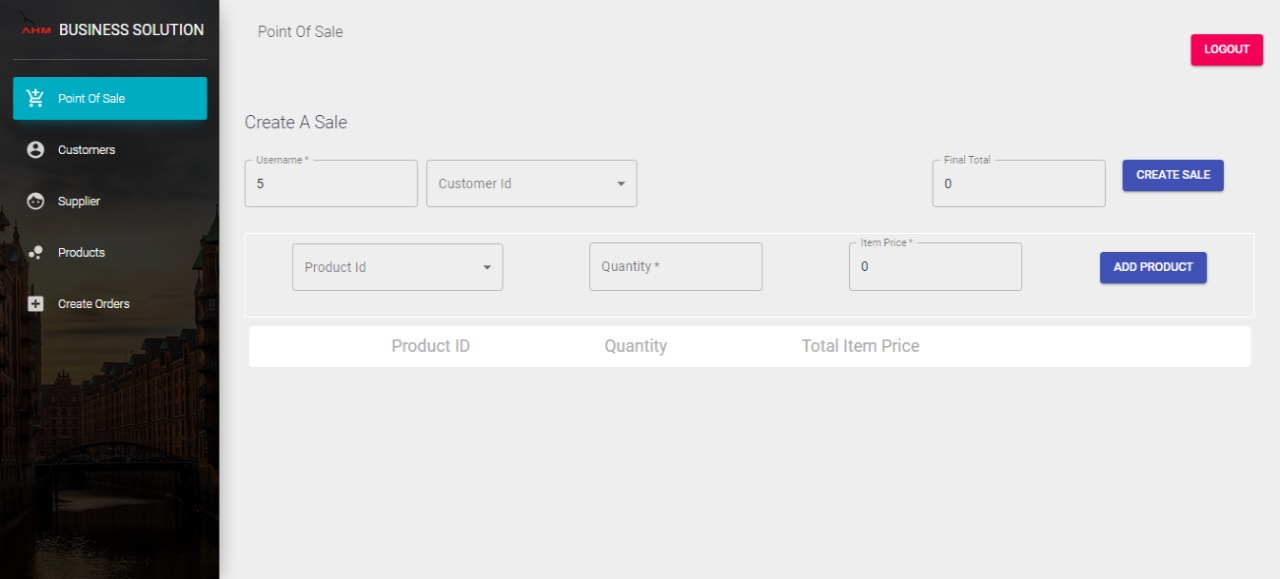 AHM BUSINESS SOLUTION
Point Of Sale
Customers
Supplier
Products
Create Orders
Point Of Sale
LOGOUT
Create A Sale
Username *
5
Customer Id
Final Total
0
CREATE SALE
Product Id
Quantity *
Item Price *
0
ADD PRODUCT
Product ID Quantity Total Item Price